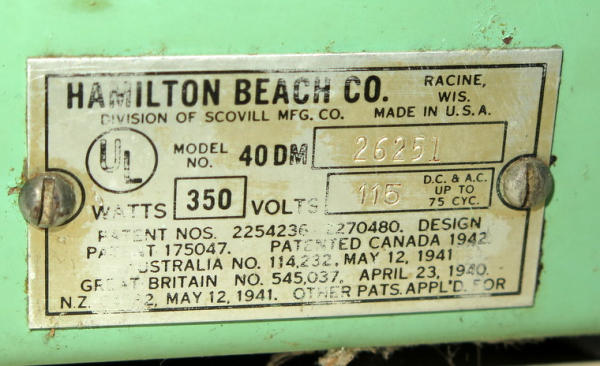 HAMILTON BEACH CO. RACINE, WIS.
DIVISION OF SCOVILL MFG. CO. MADE IN U.S.A.
UL MODEL NO. 40DM 26251
WATTS 350 VOLTS 115 D.C. & A.C. UP TO 75 CYC.
PATENT NOS. 2254236 2270480. DESIGN
PATENT 175047. PATENTED CANADA 1942.
AUSTRALIA NO. 114,232, MAY 12, 1941
GREAT BRITAIN NO. 545,037, APRIL 23, 1940.
N.Z. MAY 12, 1941. OTHER PATS. APPL'D. FOR